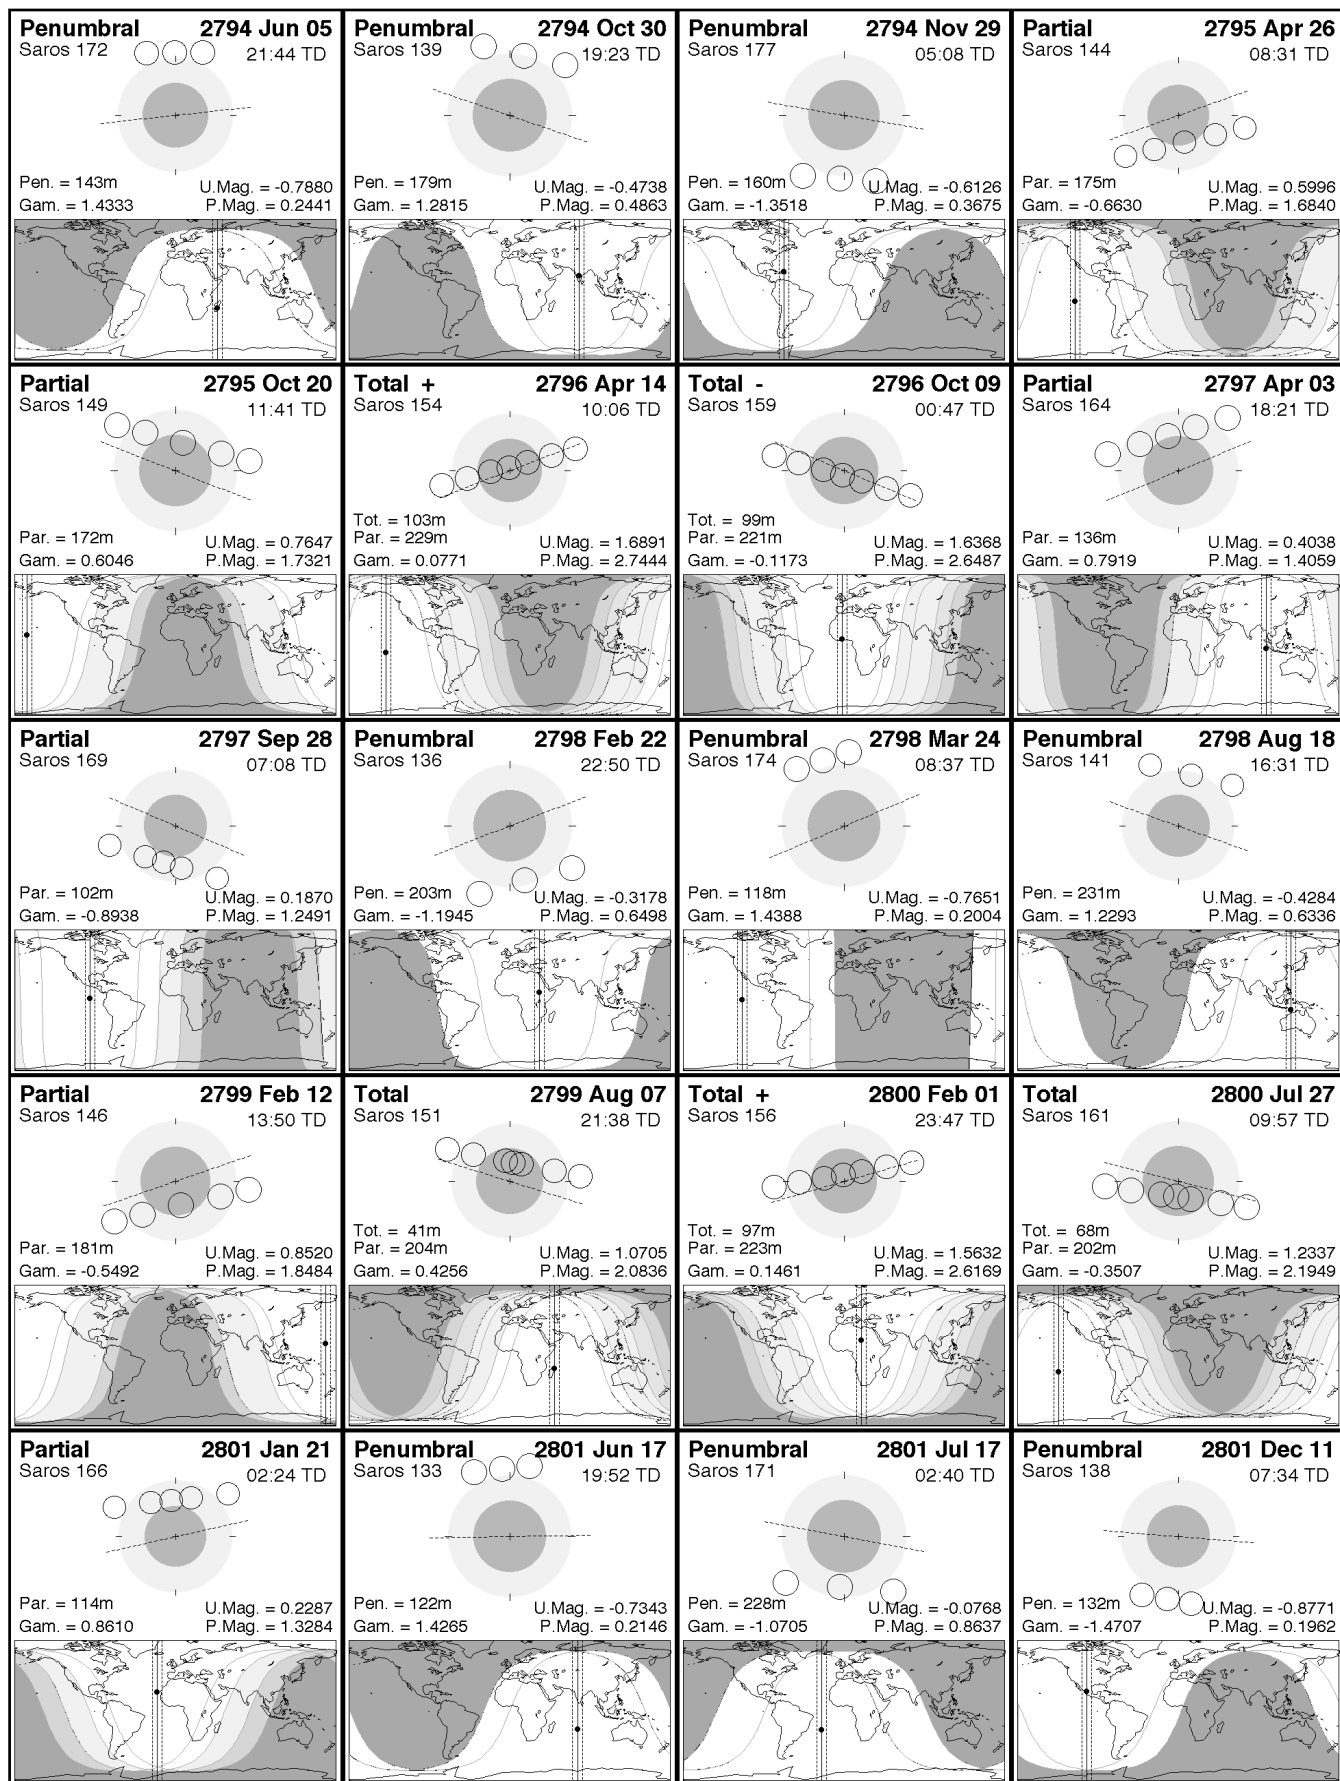 Penumbral 2794 Jun 05
Saros 172 21:44 TD
Pen. = 143m U.Mag. = -0.7880
Gam. = 1.4333 P.Mag. = 0.2441
Penumbral 2794 Oct 30
Saros 139 19:23 TD
Pen. = 179m U.Mag. = -0.4738
Gam. = 1.2815 P.Mag. = 0.4863
Penumbral 2794 Nov 29
Saros 177 05:08 TD
Pen. = 160m U.Mag. = -0.6126
Gam. = -1.3518 P.Mag. = 0.3675
Partial 2795 Apr 26
Saros 144 08:31 TD
Par. = 175m U.Mag. = 0.5996
Gam. = -0.6630 P.Mag. = 1.6840
Partial 2795 Oct 20
Saros 149 11:41 TD
Par. = 172m U.Mag. = 0.7647
Gam. = 0.6046 P.Mag. = 1.7321
Total + 2796 Apr 14
Saros 154 10:06 TD
Tot. = 103m
Par. = 229m U.Mag. = 1.6891
Gam. = 0.0771 P.Mag. = 2.7444
Total - 2796 Oct 09
Saros 159 00:47 TD
Tot. = 99m
Par. = 221m U.Mag. = 1.6368
Gam. = -0.1173 P.Mag. = 2.6487
Partial 2797 Apr 03
Saros 164 18:21 TD
Par. = 136m U.Mag. = 0.4038
Gam. = 0.7919 P.Mag. = 1.4059
Partial 2797 Sep 28
Saros 169 07:08 TD
Par. = 102m U.Mag. = 0.1870
Gam. = -0.8938 P.Mag. = 1.2491
Penumbral 2798 Feb 22
Saros 136 22:50 TD
Pen. = 203m U.Mag. = -0.3178
Gam. = -1.1945 P.Mag. = 0.6498
Penumbral 2798 Mar 24
Saros 174 08:37 TD
Pen. = 118m U.Mag. = -0.7651
Gam. = 1.4388 P.Mag. = 0.2004
Penumbral 2798 Aug 18
Saros 141 16:31 TD
Pen. = 231m U.Mag. = -0.4284
Gam. = 1.2293 P.Mag. = 0.6336
Partial 2799 Feb 12
Saros 146 13:50 TD
Par. = 181m U.Mag. = 0.8520
Gam. = -0.5492 P.Mag. = 1.8484
Total 2799 Aug 07
Saros 151 21:38 TD
Tot. = 41m
Par. = 204m U.Mag. = 1.0705
Gam. = 0.4256 P.Mag. = 2.0836
Total + 2800 Feb 01
Saros 156 23:47 TD
Tot. = 97m
Par. = 223m U.Mag. = 1.5632
Gam. = 0.1461 P.Mag. = 2.6169
Total 2800 Jul 27
Saros 161 09:57 TD
Tot. = 68m
Par. = 202m U.Mag. = 1.2337
Gam. = -0.3507 P.Mag. = 2.1949
Partial 2801 Jan 21
Saros 166 02:24 TD
Par. = 114m U.Mag. = 0.2287
Gam. = 0.8610 P.Mag. = 1.3284
Penumbral 2801 Jun 17
Saros 133 19:52 TD
Pen. = 122m U.Mag. = -0.7343
Gam. = 1.4265 P.Mag. = 0.2146
Penumbral 2801 Jul 17
Saros 171 02:40 TD
Pen. = 228m U.Mag. = -0.0768
Gam. = -1.0705 P.Mag. = 0.8637
Penumbral 2801 Dec 11
Saros 138 07:34 TD
Pen. = 132m U.Mag. = -0.8771
Gam. = -1.4707 P.Mag. = 0.1962